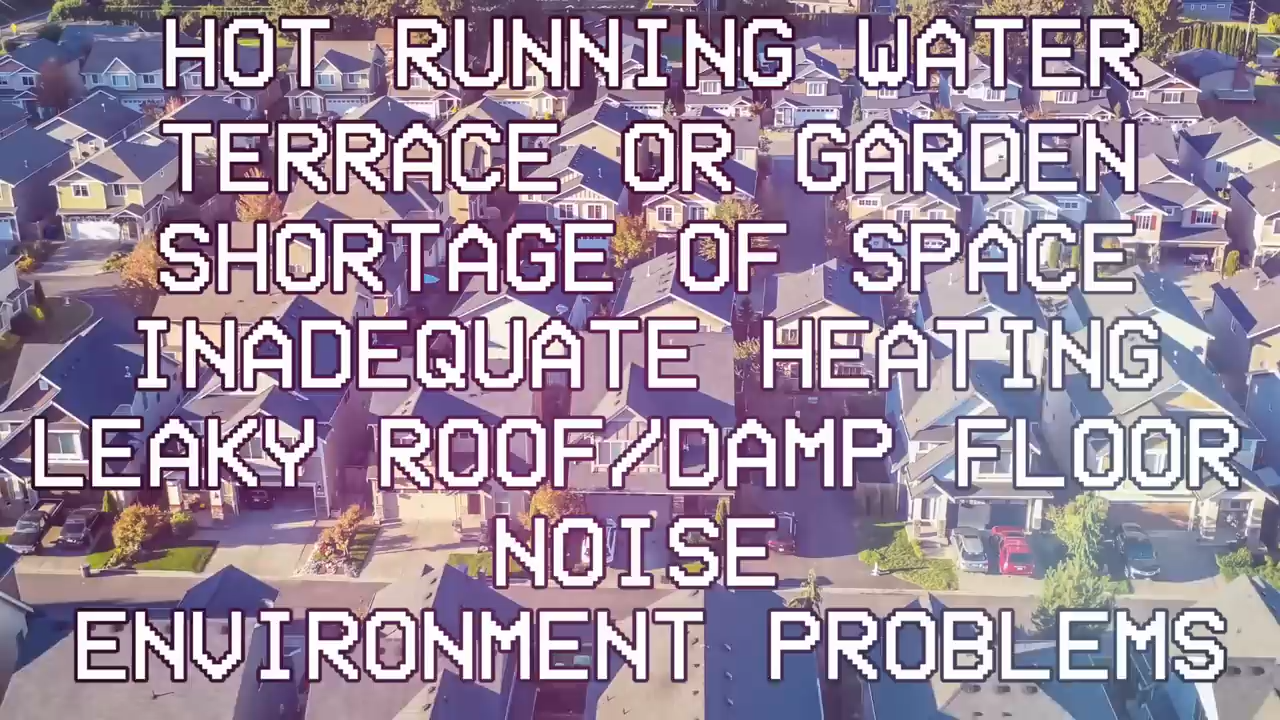 HOT RUNNING WATER
TERRACE OR GARDEN
SHORTAGE OF SPACE
INADEQUATE HEATING
LEAKY ROOF/DAMP FLOOR
NOISE
ENVIRONMENT PROBLEMS